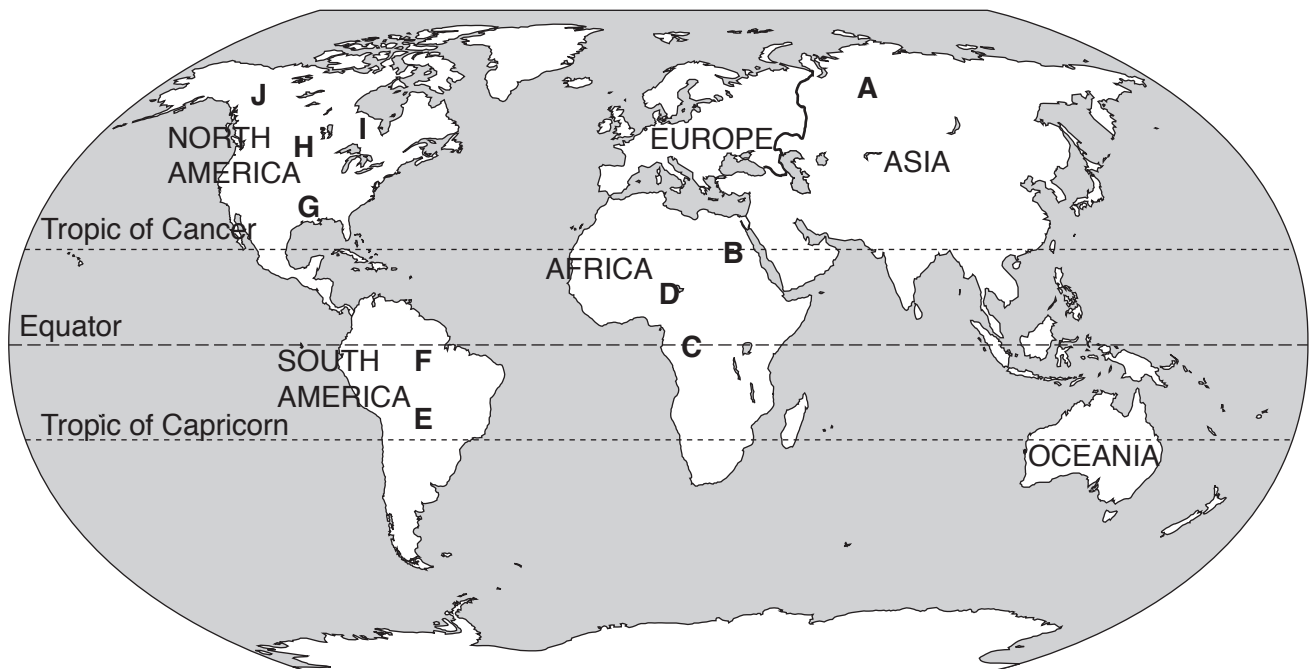 A
J
I
NORTH
AMERICA
H
EUROPE
ASIA
G
Tropic of Cancer
B
AFRICA
D
Equator
C
SOUTH
AMERICA
F
E
Tropic of Capricorn
OCEANIA